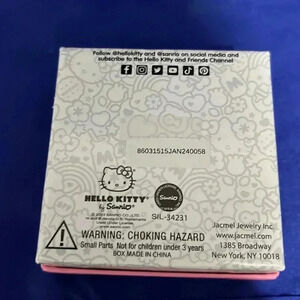 Follow @hellokitty and @sanrio on social media and
subscribe to the Hello Kitty and Friends Channel
86031515JAN240058
HELLO KITTY®
by Sanrio®
Sanrio
SIL-34231
WARNING: CHOKING HAZARD
Small Parts Not for children under 3 yrs.
BOX MADE IN CHINA
Jacmel Jewelry Inc.
www.jacmel.com
1385 Broadway
New York, NY 10018